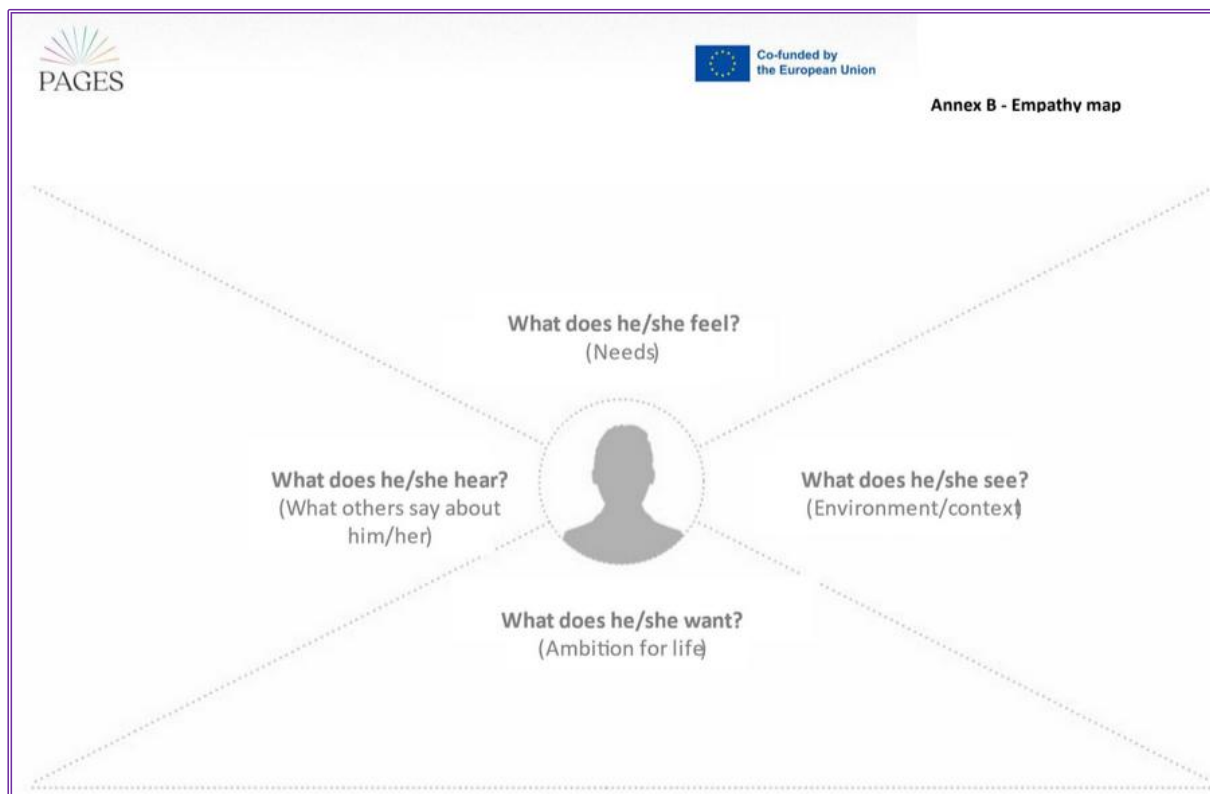 PAGES
Co-funded by
the European Union
Annex B - Empathy map
What does he/she feel?
(Needs)
What does he/she hear?
(What others say about
him/her)
What does he/she see?
(Environment/context)
What does he/she want?
(Ambition for life)